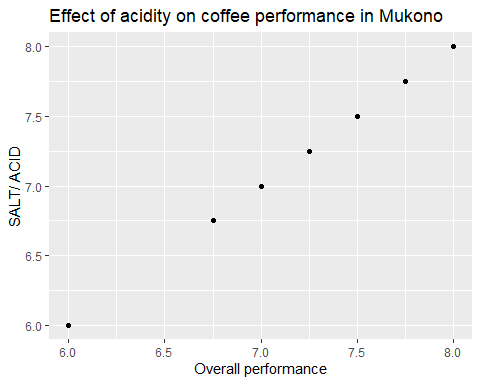 Effect of acidity on coffee performance in Mukono
SALT/ ACID
8.0
7.5
7.0
6.5
6.0
6.0 6.5 7.0 7.5 8.0
Overall performance